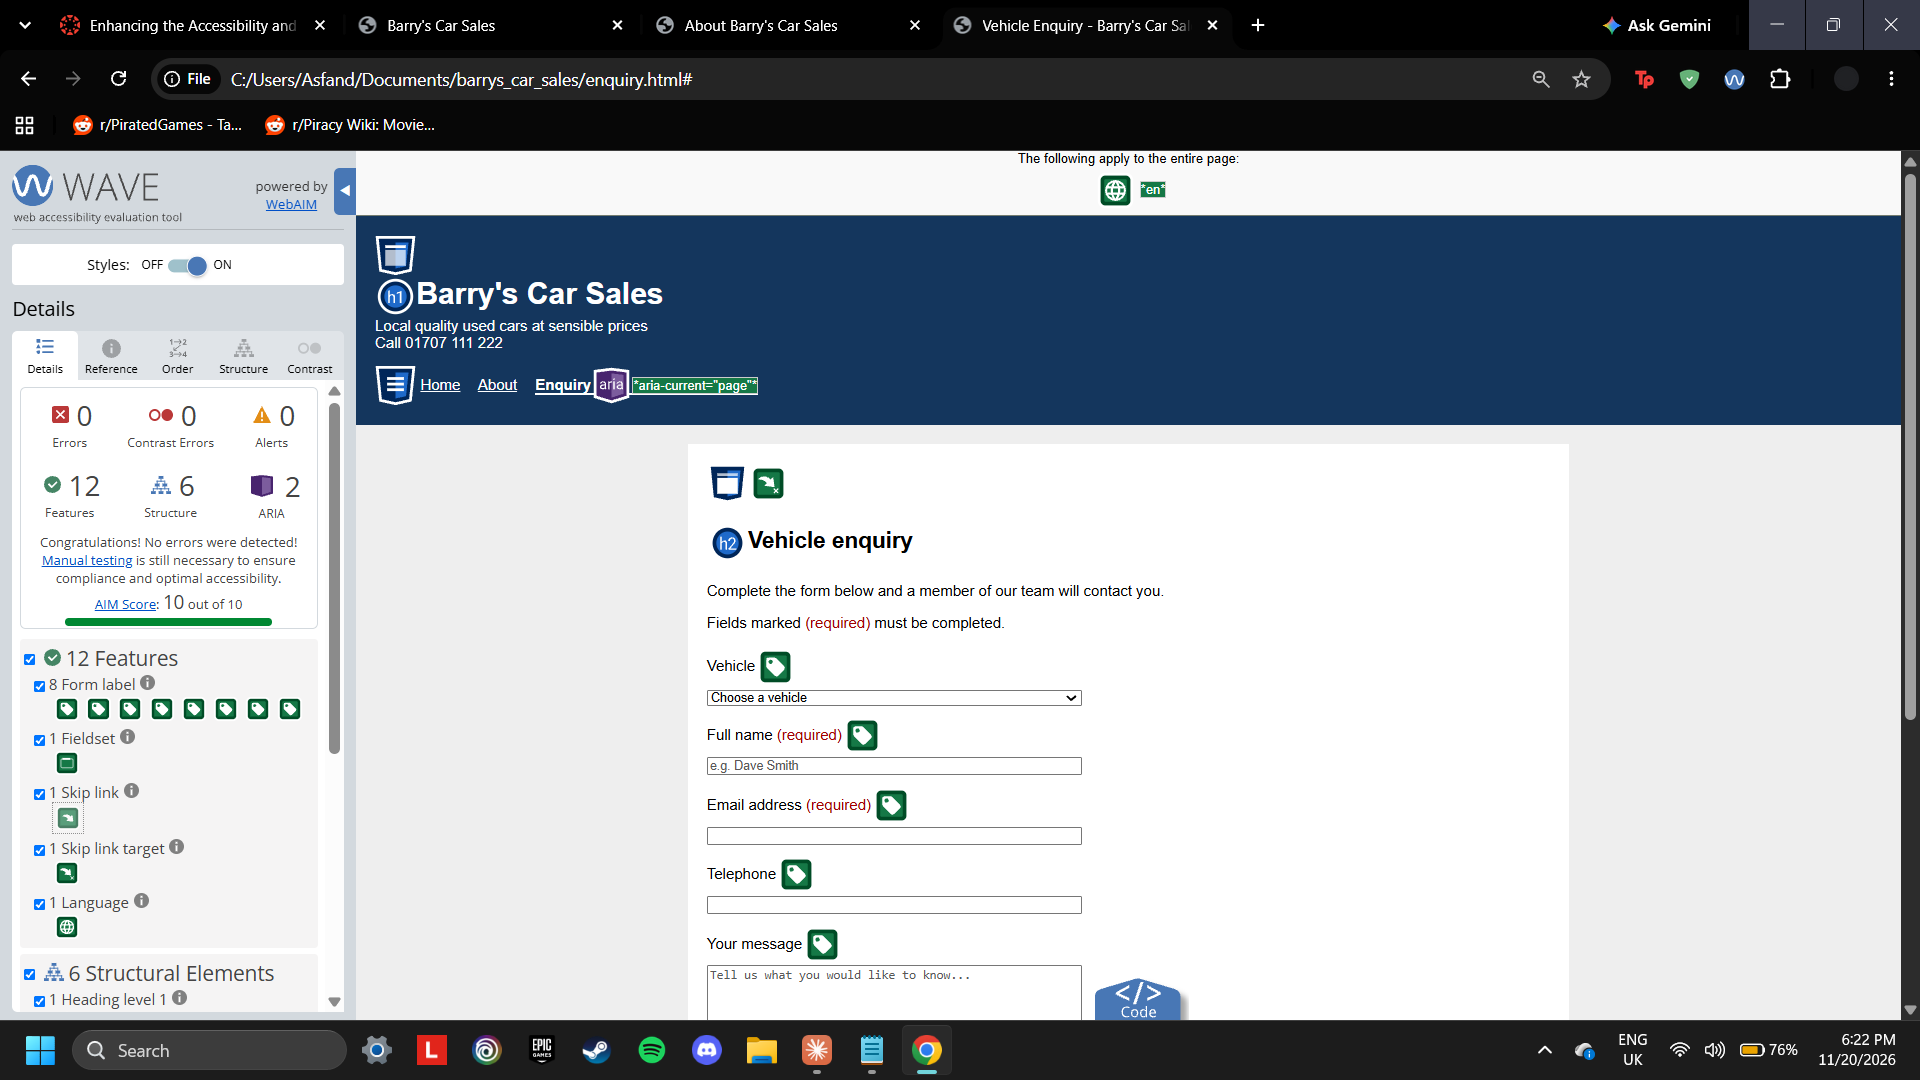 Enhancing the Accessibility and
Barry's Car Sales
About Barry's Car Sales
Vehicle Enquiry - Barry's Car Sal
Ask Gemini
File
C:/Users/Asfand/Documents/barrys_car_sales/enquiry.html#
Tp
r/PiratedGames - Ta...
r/Piracy Wiki: Movie...
WAVE
web accessibility evaluation tool
powered by
WebAIM
Styles: OFF ON
Details
Details
Reference
1→2
3→4
Order
Structure
Contrast
0
Errors
0
Contrast Errors
0
Alerts
12
Features
6
Structure
2
ARIA
Congratulations! No errors were detected!
Manual testing is still necessary to ensure
compliance and optimal accessibility.
AIM Score: 10 out of 10
12 Features
8 Form label
1 Fieldset
1 Skip link
1 Skip link target
1 Language
6 Structural Elements
1 Heading level 1
The following apply to the entire page:
*en*
h1 Barry's Car Sales
Local quality used cars at sensible prices
Call 01707 111 222
Home About Enquiry aria *aria-current="page"*
h2 Vehicle enquiry
Complete the form below and a member of our team will contact you.
Fields marked (required) must be completed.
Vehicle
Choose a vehicle
Full name (required)
e.g. Dave Smith
Email address (required)
Telephone
Your message
Tell us what you would like to know...
</>
Code
Search
L
EPIC
GAMES
ENG
UK
76%
6:22 PM
11/20/2026